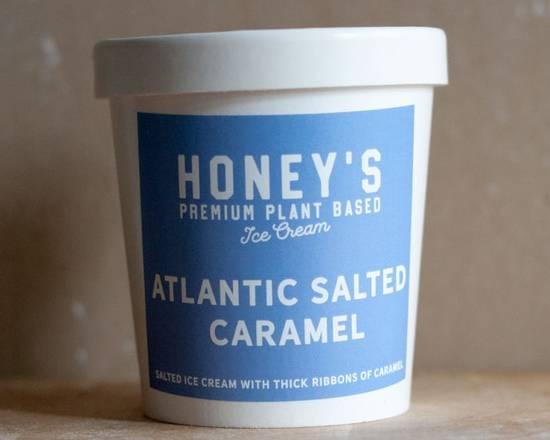 HONEY'S
PREMIUM PLANT BASED
Ice Cream
ATLANTIC SALTED
CARAMEL
SALTED ICE CREAM WITH THICK RIBBONS OF CARAMEL